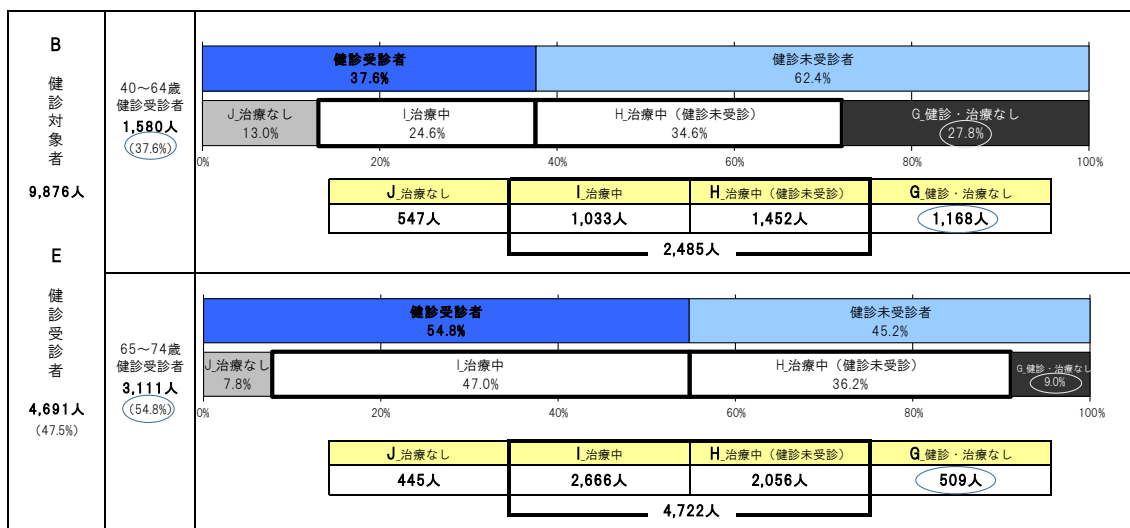 B
健診対象者
9,876人
E
健診受診者
4,691人
(47.5%)
40～64歳
健診受診者
1,580人
(37.6%)
健診受診者
37.6%
健診未受診者
62.4%
J_治療なし
13.0%
I_治療中
24.6%
H_治療中（健診未受診）
34.6%
G_健診・治療なし
27.8%
0% 20% 40% 60% 80% 100%
J_治療なし I_治療中 H_治療中（健診未受診） G_健診・治療なし
547人 1,033人 1,452人 1,168人
2,485人
65～74歳
健診受診者
3,111人
(54.8%)
健診受診者
54.8%
健診未受診者
45.2%
J_治療なし
7.8%
I_治療中
47.0%
H_治療中（健診未受診）
36.2%
G_健診・治療なし
9.0%
0% 20% 40% 60% 80% 100%
J_治療なし I_治療中 H_治療中（健診未受診） G_健診・治療なし
445人 2,666人 2,056人 509人
4,722人